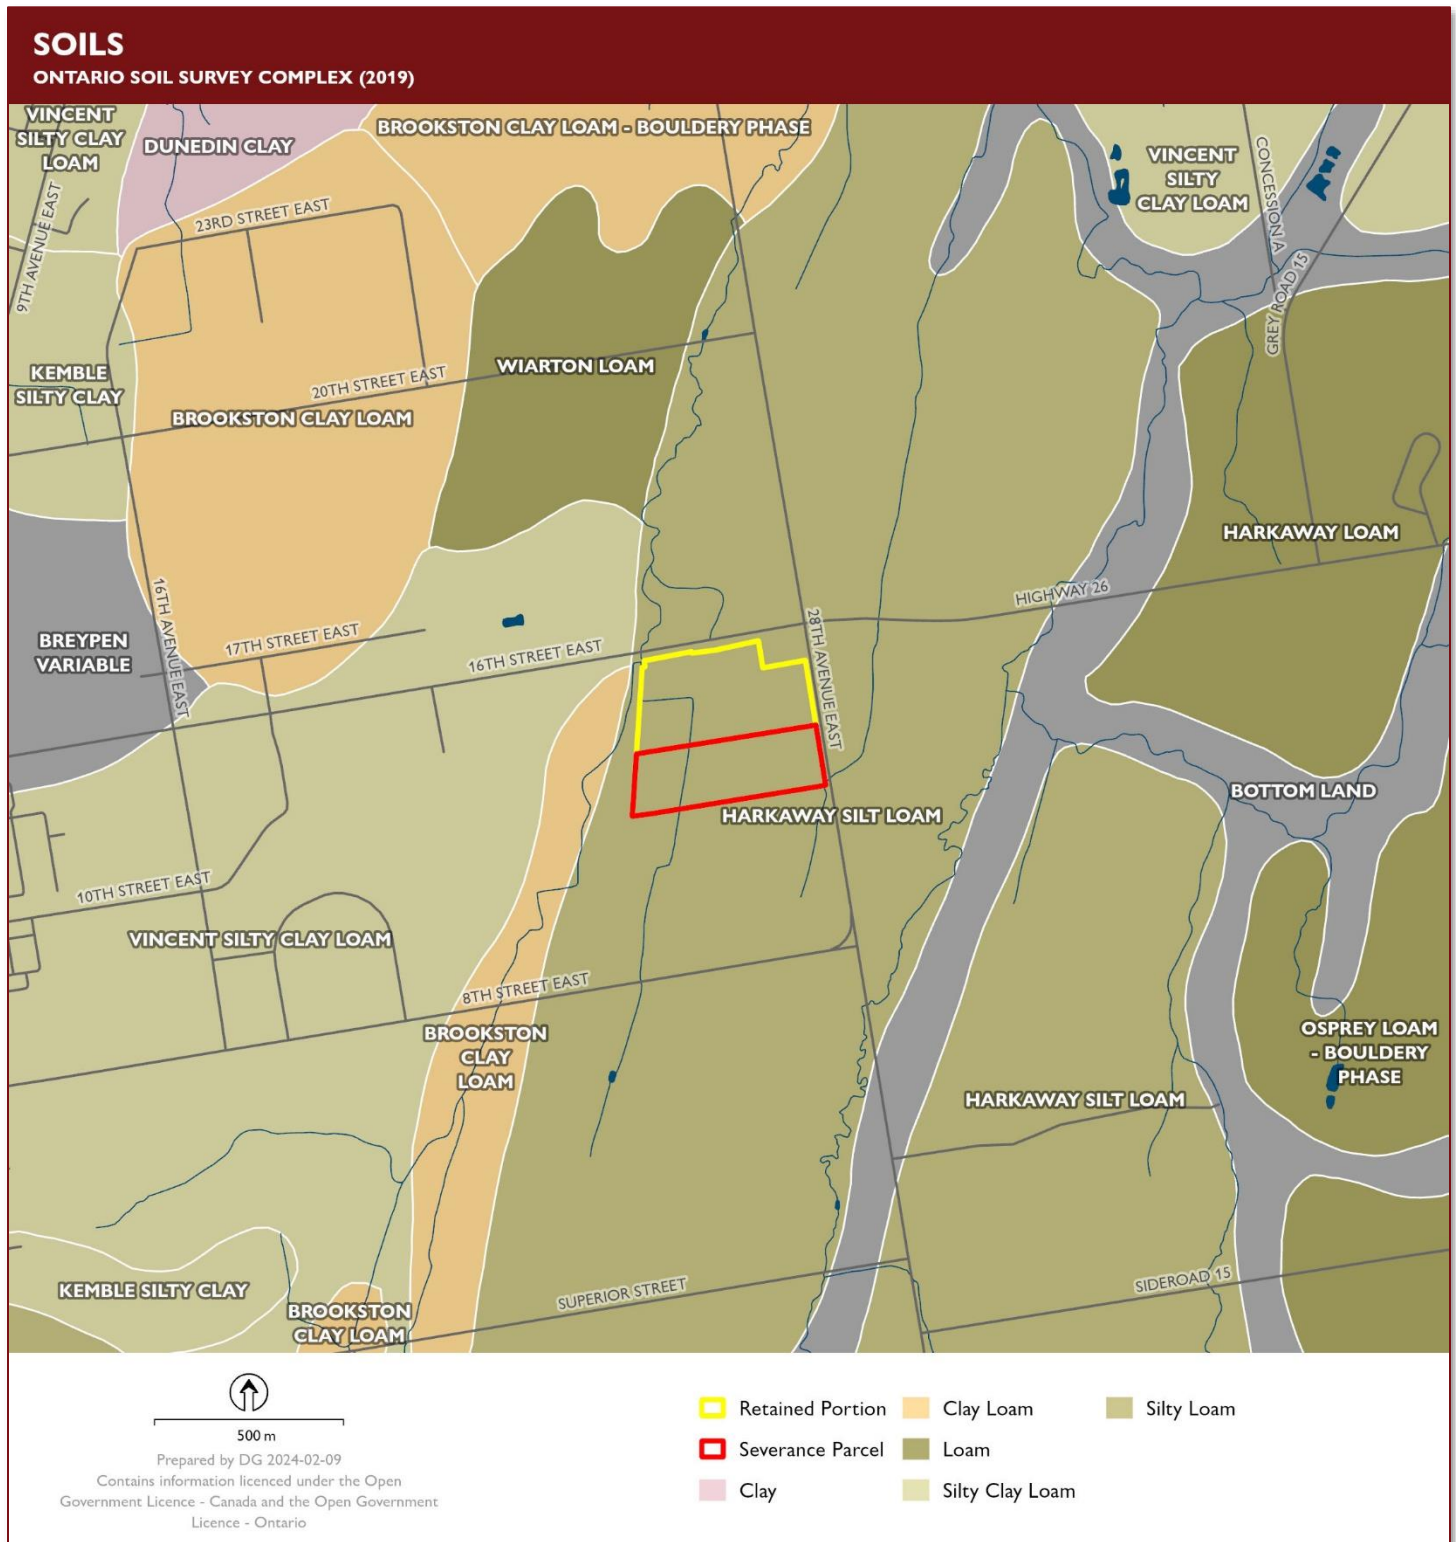 SOILS
ONTARIO SOIL SURVEY COMPLEX (2019)
VINCENT
SILTY CLAY
LOAM
DUNEDIN CLAY
BROOKSTON CLAY LOAM - BOULDERY PHASE
VINCENT
SILTY
CLAY LOAM
CONCESSION A
9TH AVENUE EAST
23RD STREET EAST
GREY ROAD 15
KEMBLE
SILTY CLAY
20TH STREET EAST
WIARTON LOAM
BROOKSTON CLAY LOAM
HARKAWAY LOAM
HIGHWAY 26
16TH AVENUE EAST
BREYPEN
VARIABLE
17TH STREET EAST
16TH STREET EAST
28TH AVENUE EAST
BOTTOM LAND
HARKAWAY SILT LOAM
10TH STREET EAST
VINCENT SILTY CLAY LOAM
8TH STREET EAST
BROOKSTON
CLAY
LOAM
OSPREY LOAM
- BOULDERY
PHASE
HARKAWAY SILT LOAM
KEMBLE SILTY CLAY
BROOKSTON
CLAY LOAM
SUPERIOR STREET
SIDEROAD 15
500 m
Prepared by DG 2024-02-09
Contains information licenced under the Open
Government Licence - Canada and the Open Government
Licence - Ontario
Retained Portion
Severance Parcel
Clay
Clay Loam
Loam
Silty Clay Loam
Silty Loam